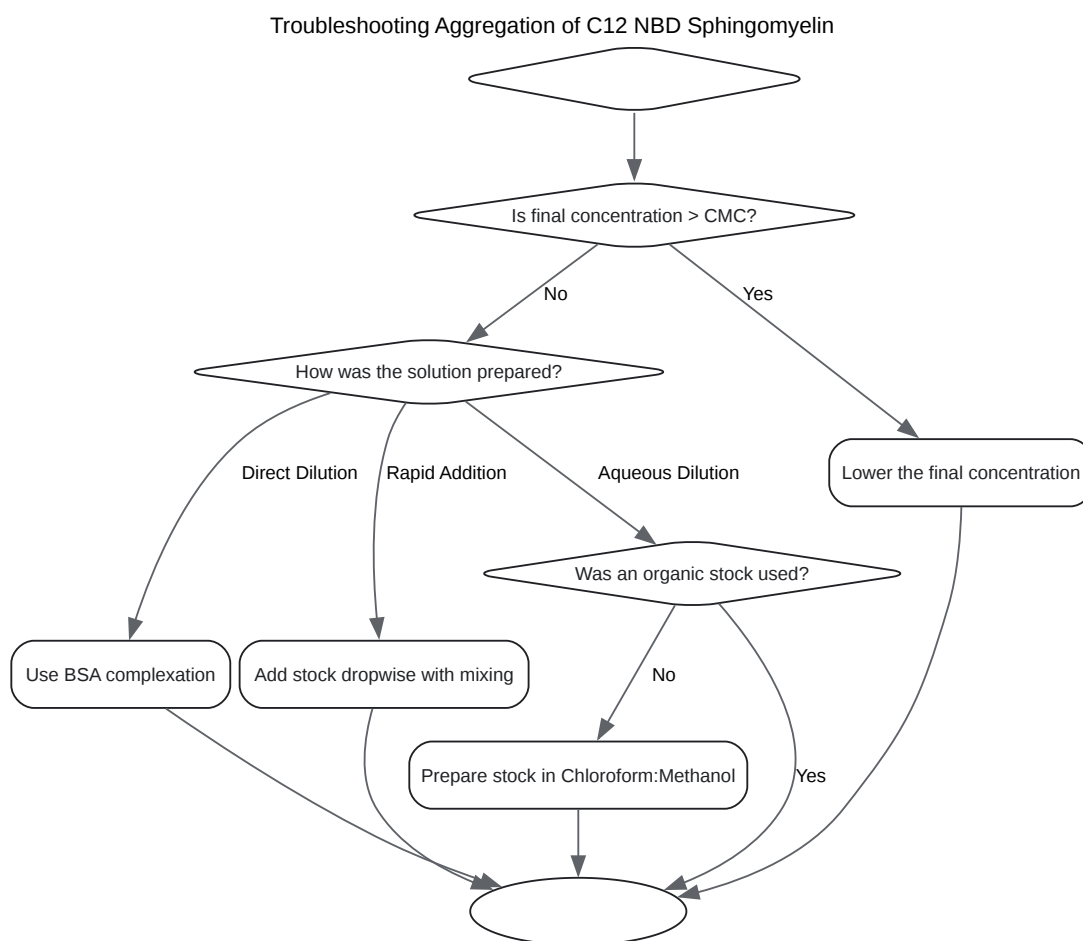 Troubleshooting Aggregation of C12 NBD Sphingomyelin
Is final concentration > CMC?
No
Yes
How was the solution prepared?
Direct Dilution
Rapid Addition
Aqueous Dilution
Lower the final concentration
Was an organic stock used?
Use BSA complexation
Add stock dropwise with mixing
No
Prepare stock in Chloroform:Methanol
Yes